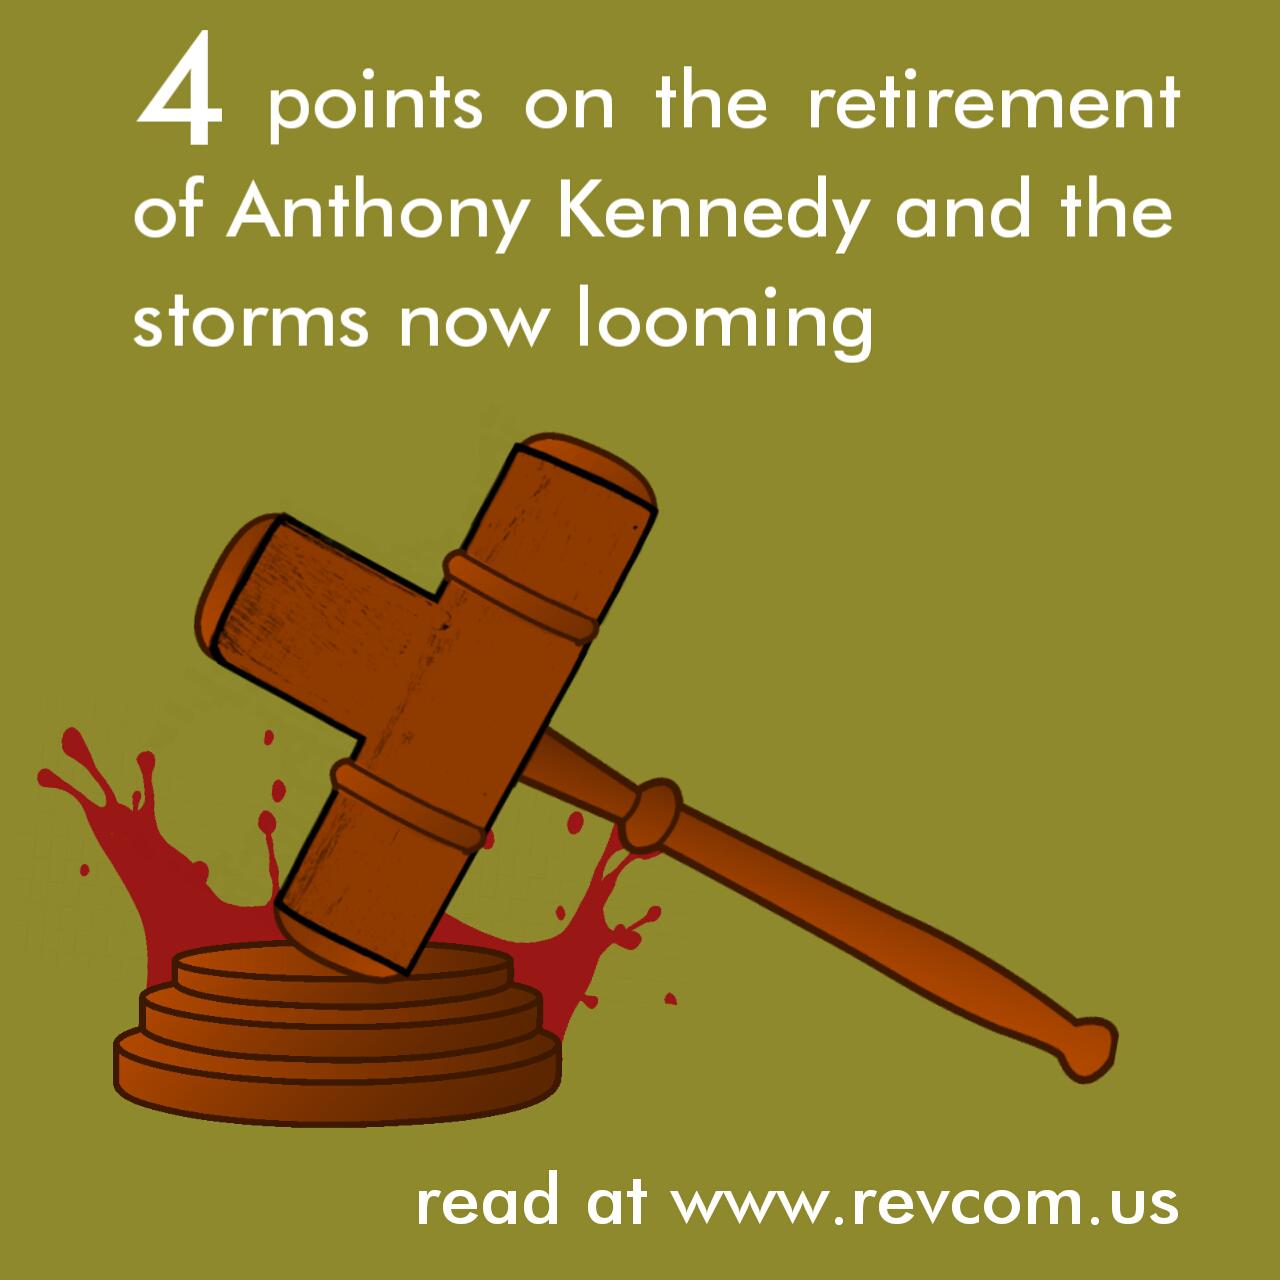 4 points on the retirement
of Anthony Kennedy and the
storms now looming
read at www.revcom.us